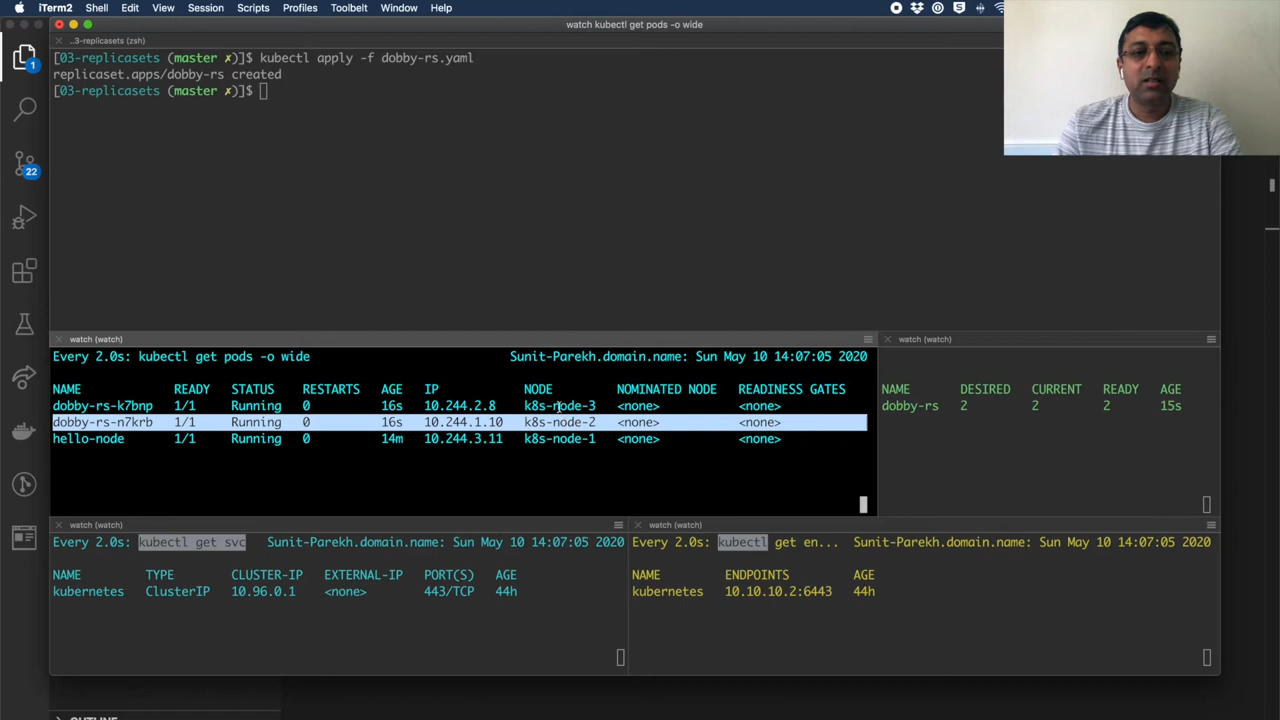 iTerm2 Shell Edit View Session Scripts Profiles Toolbelt Window Help
watch kubectl get pods -o wide
..3-replicasets (zsh)
[03-replicasets (master ✗)]$ kubectl apply -f dobby-rs.yaml
replicaset.apps/dobby-rs created
[03-replicasets (master ✗)]$
1
22
watch (watch)
Every 2.0s: kubectl get pods -o wide Sunit-Parekh.domain.name: Sun May 10 14:07:05 2020
NAME READY STATUS RESTARTS AGE IP NODE NOMINATED NODE READINESS GATES
dobby-rs-k7bnp 1/1 Running 0 16s 10.244.2.8 k8s-node-3 <none> <none>
dobby-rs-n7krb 1/1 Running 0 16s 10.244.1.10 k8s-node-2 <none> <none>
hello-node 1/1 Running 0 14m 10.244.3.11 k8s-node-1 <none> <none>
watch (watch)
NAME DESIRED CURRENT READY AGE
dobby-rs 2 2 2 15s
watch (watch)
Every 2.0s: kubectl get svc Sunit-Parekh.domain.name: Sun May 10 14:07:05 2020
NAME TYPE CLUSTER-IP EXTERNAL-IP PORT(S) AGE
kubernetes ClusterIP 10.96.0.1 <none> 443/TCP 44h
watch (watch)
Every 2.0s: kubectl get en... Sunit-Parekh.domain.name: Sun May 10 14:07:05 2020
NAME ENDPOINTS AGE
kubernetes 10.10.10.2:6443 44h
OUTLINE